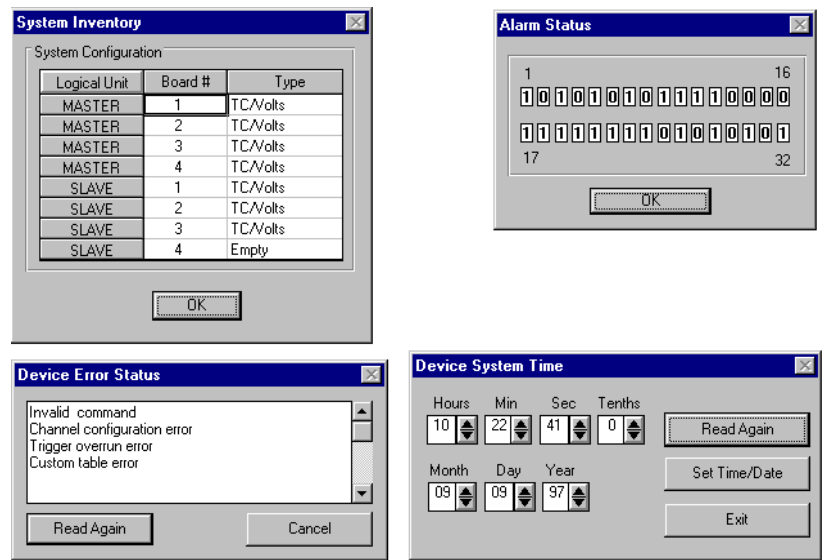 System Inventory
System Configuration
Logical Unit Board # Type
MASTER 1 TC/Volts
MASTER 2 TC/Volts
MASTER 3 TC/Volts
MASTER 4 TC/Volts
SLAVE 1 TC/Volts
SLAVE 2 TC/Volts
SLAVE 3 TC/Volts
SLAVE 4 Empty
OK
Alarm Status
1 16
1 0 1 0 1 0 1 0 1 1 1 1 0 0 0 0
1 1 1 1 1 1 1 1 0 1 0 1 0 1 0 1
17 32
OK
Device Error Status
Invalid command
Channel configuration error
Trigger overrun error
Custom table error
Read Again Cancel
Device System Time
Hours Min Sec Tenths
10 22 41 0 Read Again
Month Day Year
09 09 97 Set Time/Date
Exit